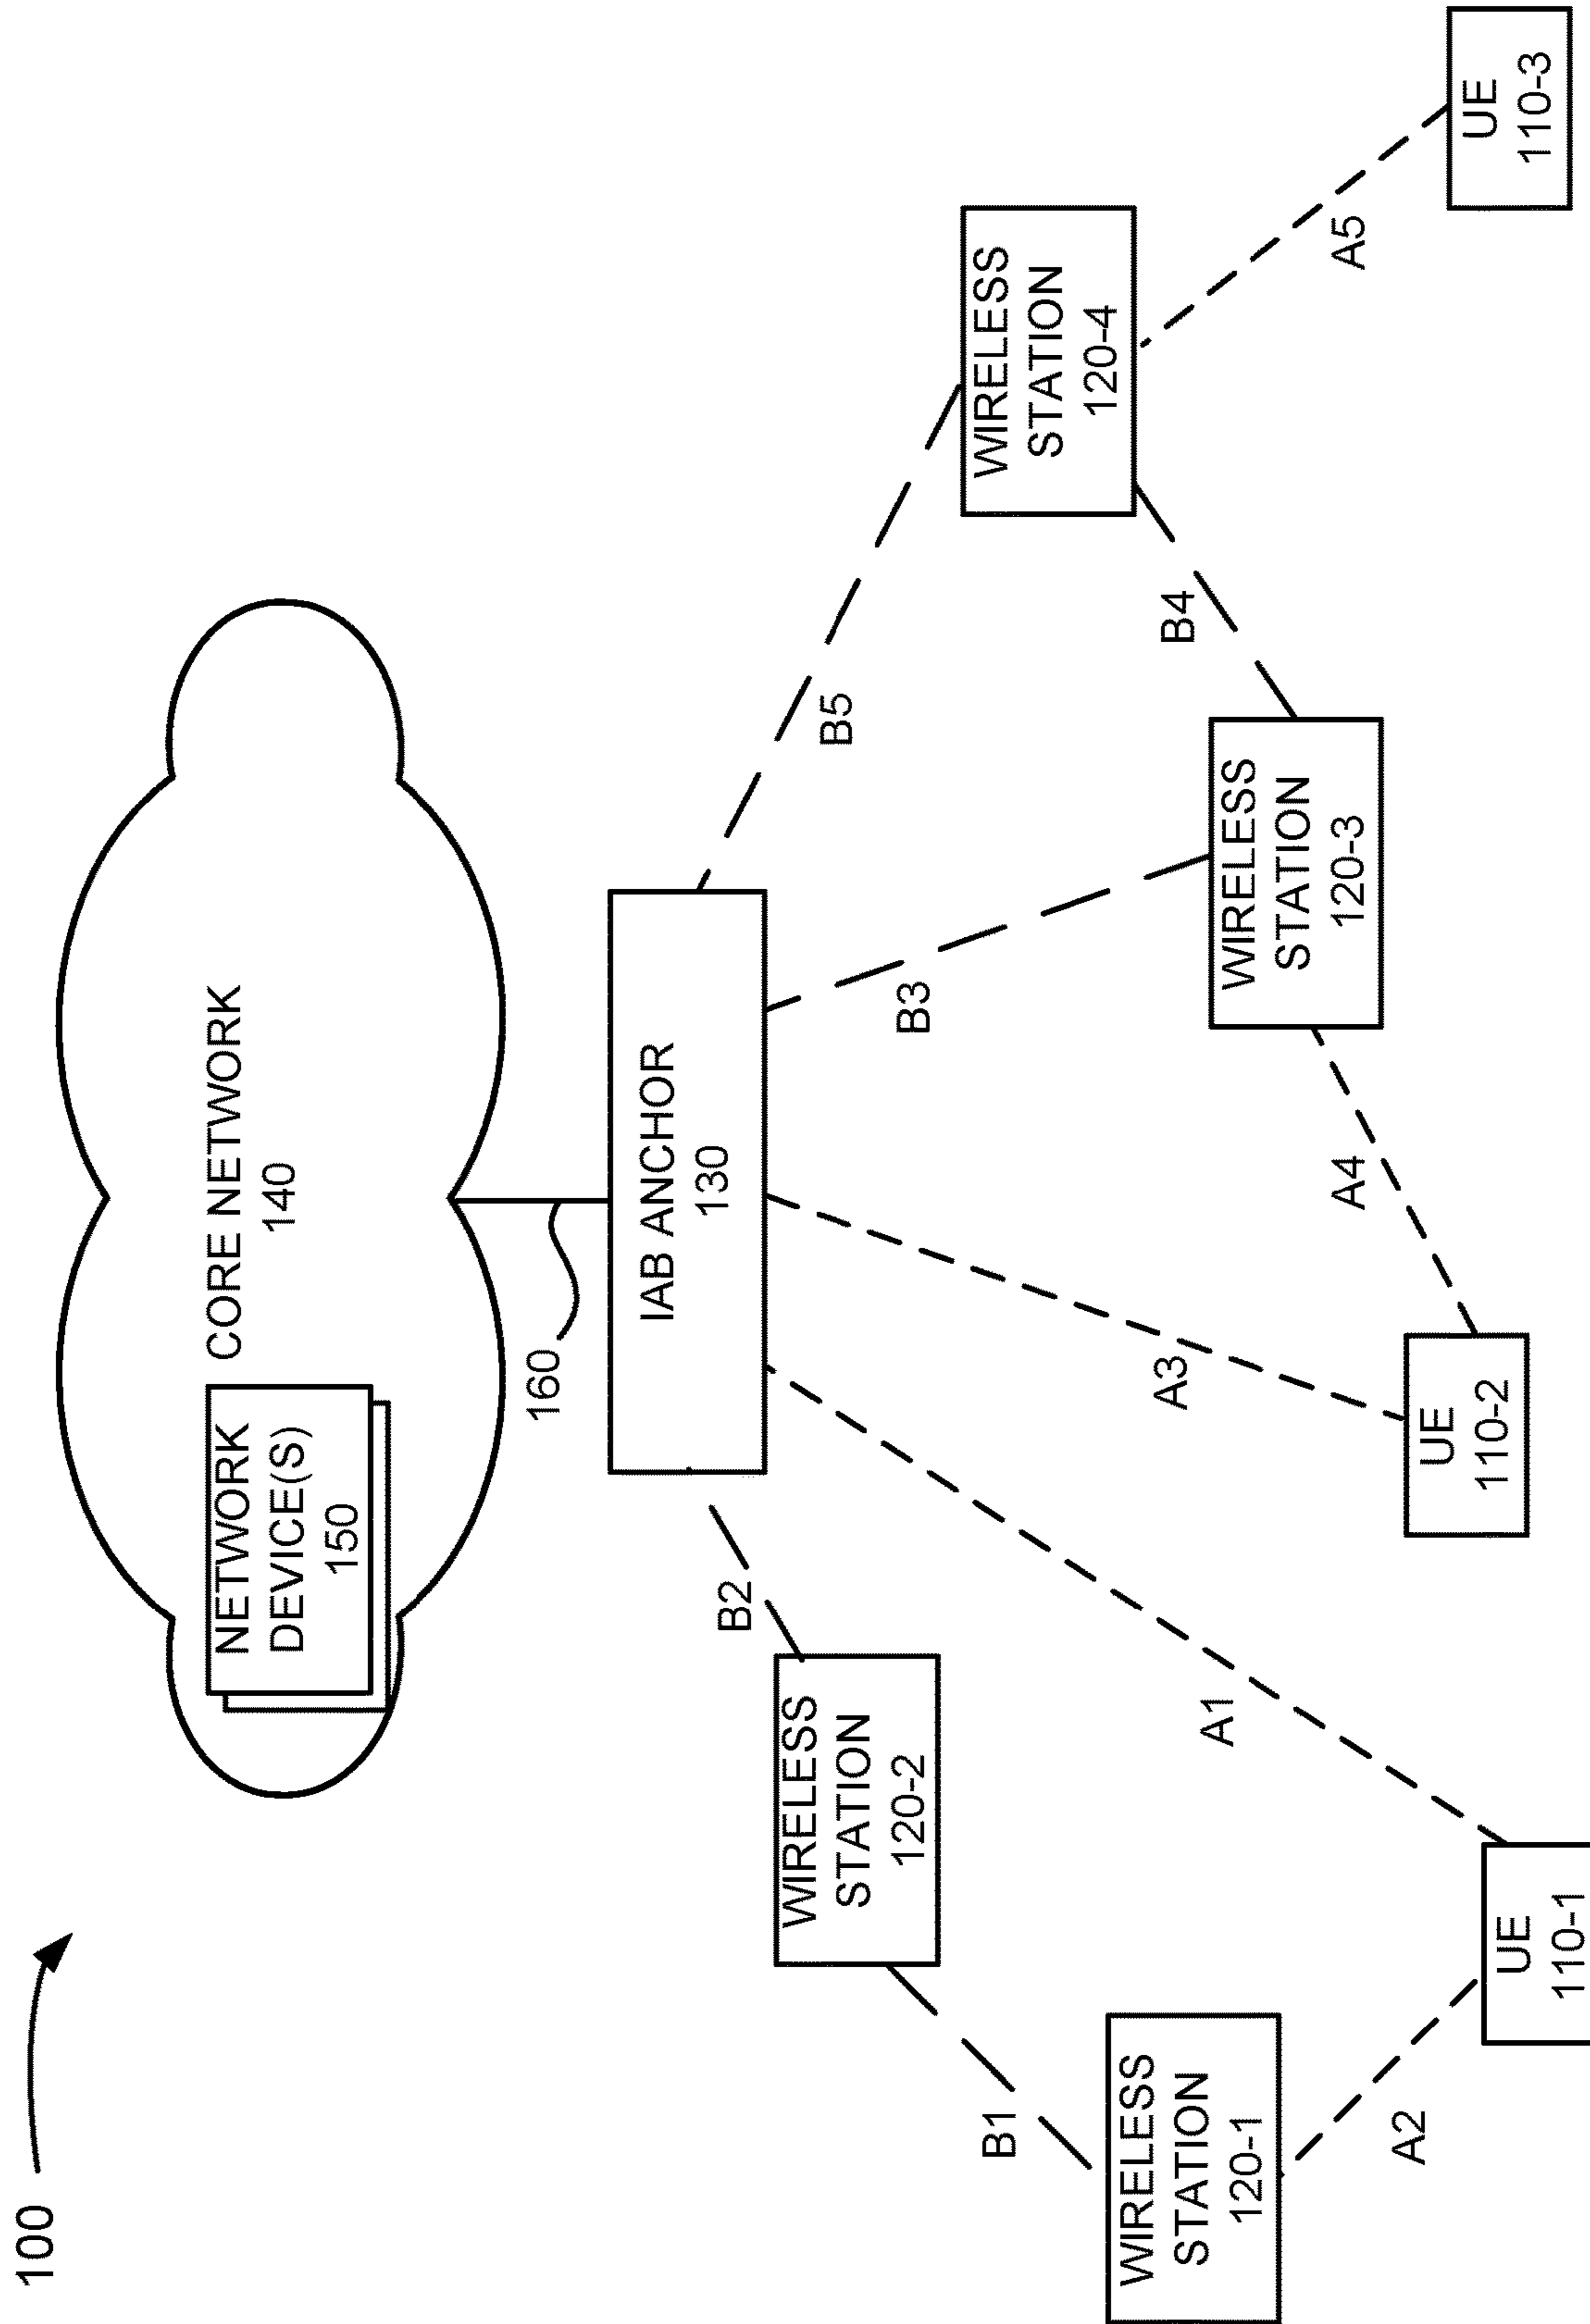 100
NETWORK
DEVICE(S)
150
CORE NETWORK
140
160
IAB ANCHOR
130
B2
B5
WIRELESS
STATION
120-2
B1
B3
WIRELESS
STATION
120-4
WIRELESS
STATION
120-1
A1
A3
A4
B4
A5
WIRELESS
STATION
120-3
A2
UE
110-1
UE
110-2
UE
110-3